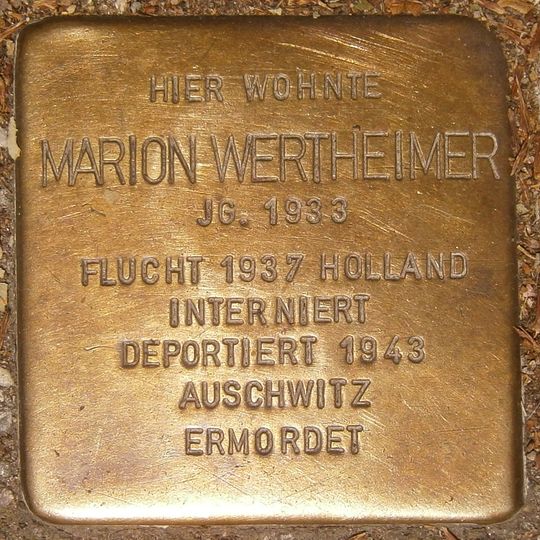 HIER WOHNTE
MARION WERTHEIMER
JG. 1933
FLUCHT 1937 HOLLAND
INTERNIERT
DEPORTIERT 1943
AUSCHWITZ
ERMORDET